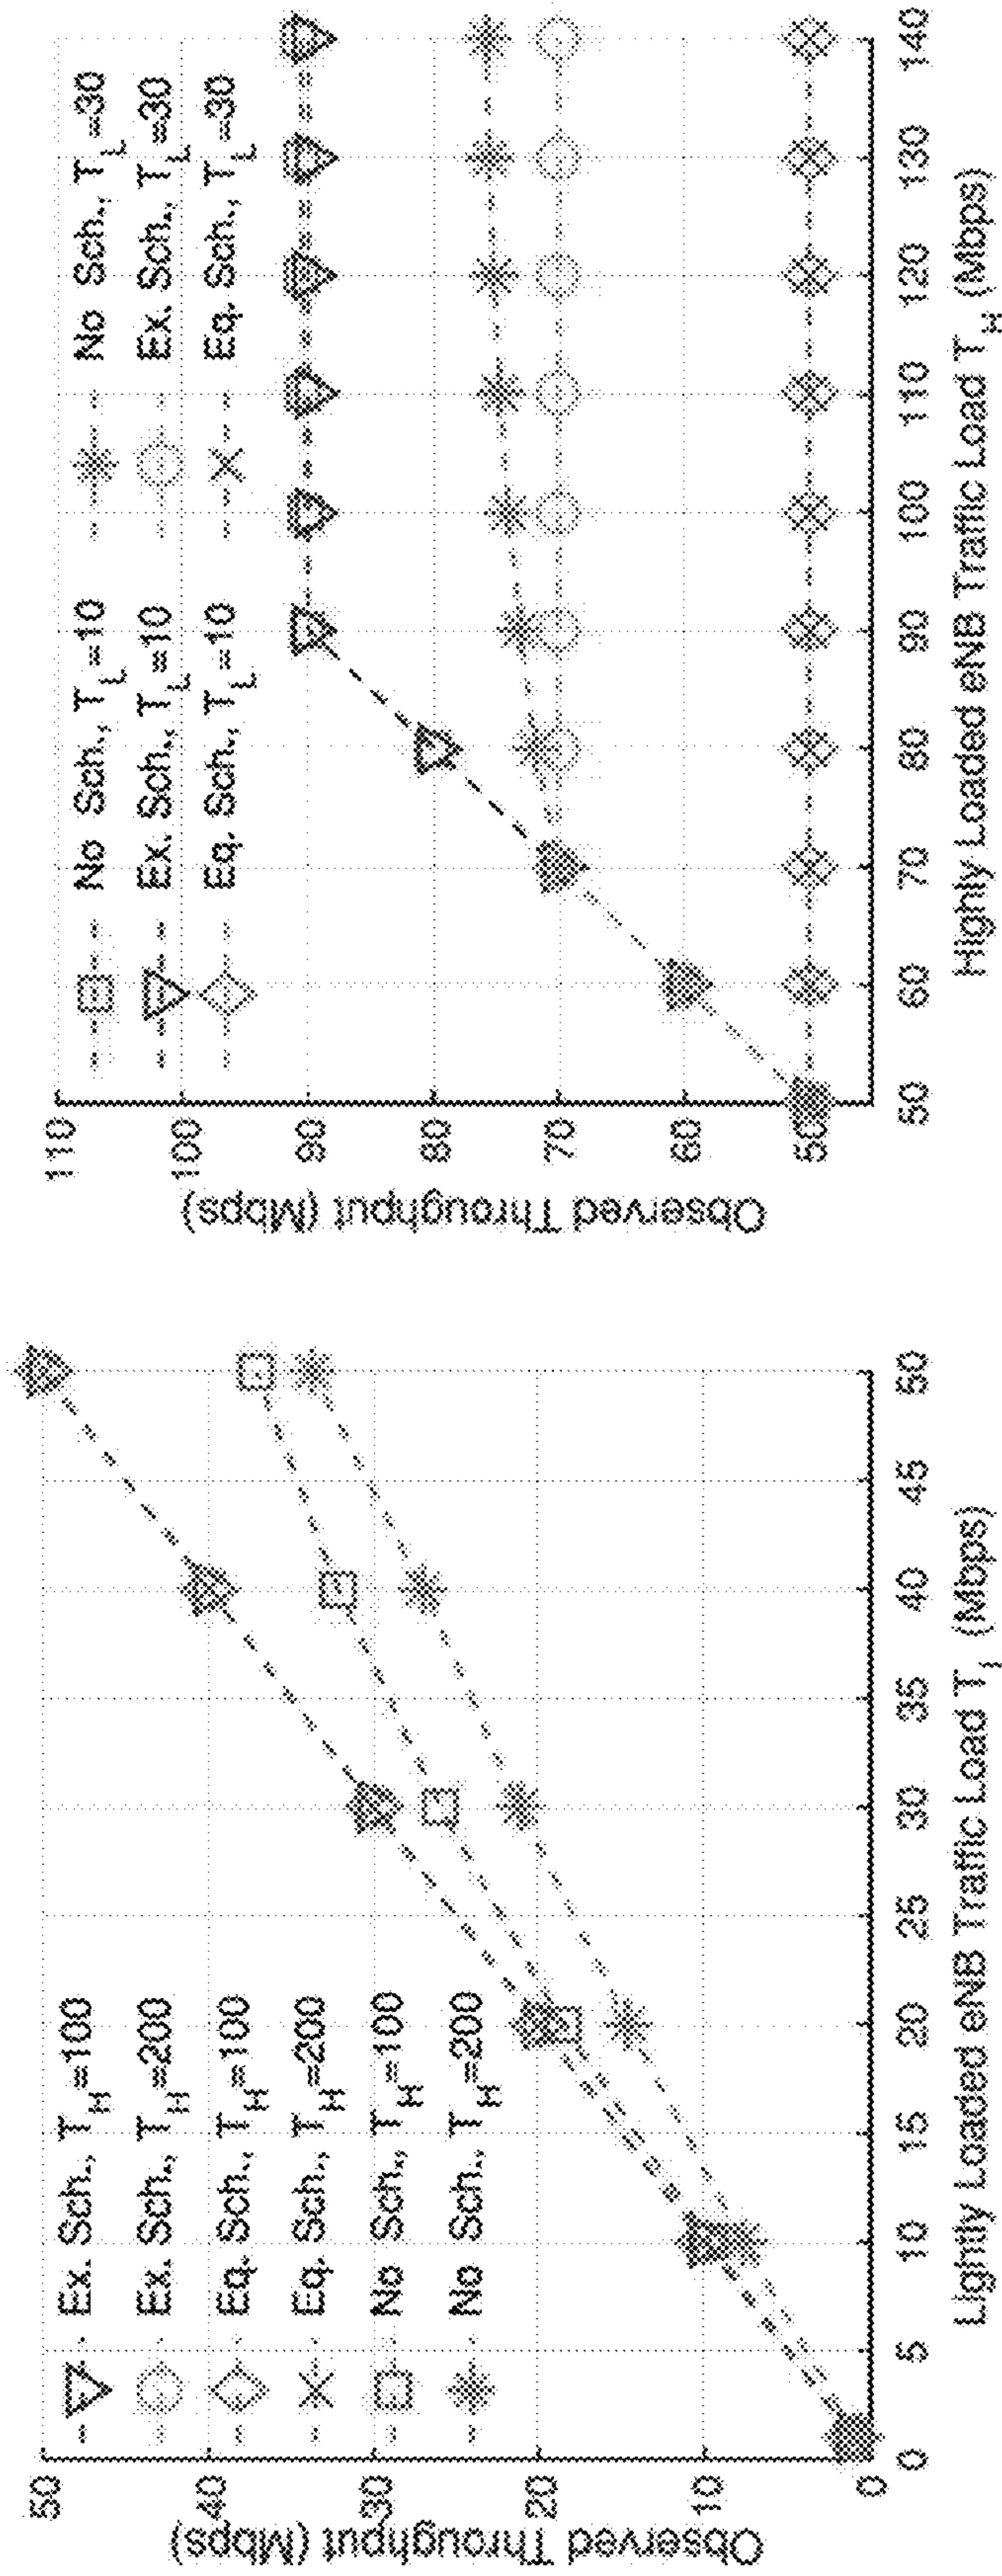 50
40
30
20
10
0
Observed Throughput (Mbps)
Ex. Sch., T_H=100
Ex. Sch., T_H=200
Eq. Sch., T_H=100
Eq. Sch., T_H=200
No Sch., T_H=100
No Sch., T_H=200
0 5 10 15 20 25 30 35 40 45 50
Lightly Loaded eNB Traffic Load T_l (Mbps)
110
100
90
80
70
60
50
Observed Throughput (Mbps)
No Sch., T_L=10
Ex. Sch., T_L=10
Eq. Sch., T_L=10
No Sch., T_L=30
Ex. Sch., T_L=30
Eq. Sch., T_L=30
50 60 70 80 90 100 110 120 130 140
Highly Loaded eNB Traffic Load T_H (Mbps)